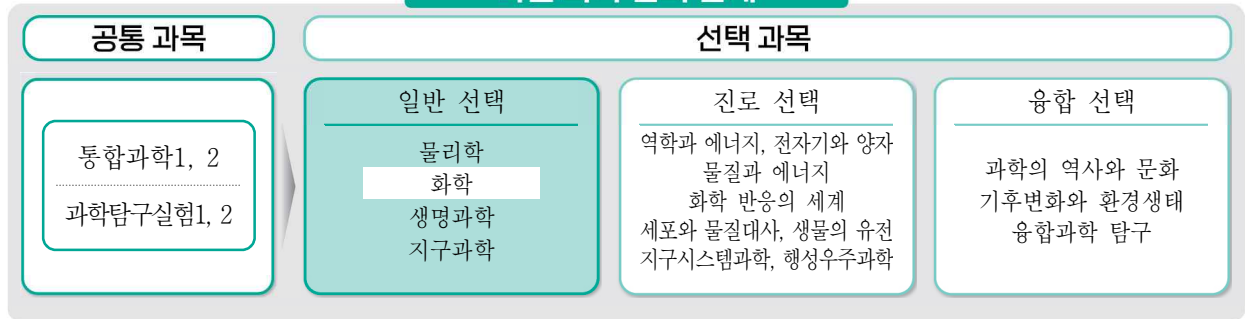 공통 과목
선택 과목
통합과학1, 2
과학탐구실험1, 2
일반 선택
물리학
화학
생명과학
지구과학
진로 선택
역학과 에너지, 전자기와 양자
물질과 에너지
화학 반응의 세계
세포와 물질대사, 생물의 유전
지구시스템과학, 행성우주과학
융합 선택
과학의 역사와 문화
기후변화와 환경생태
융합과학 탐구